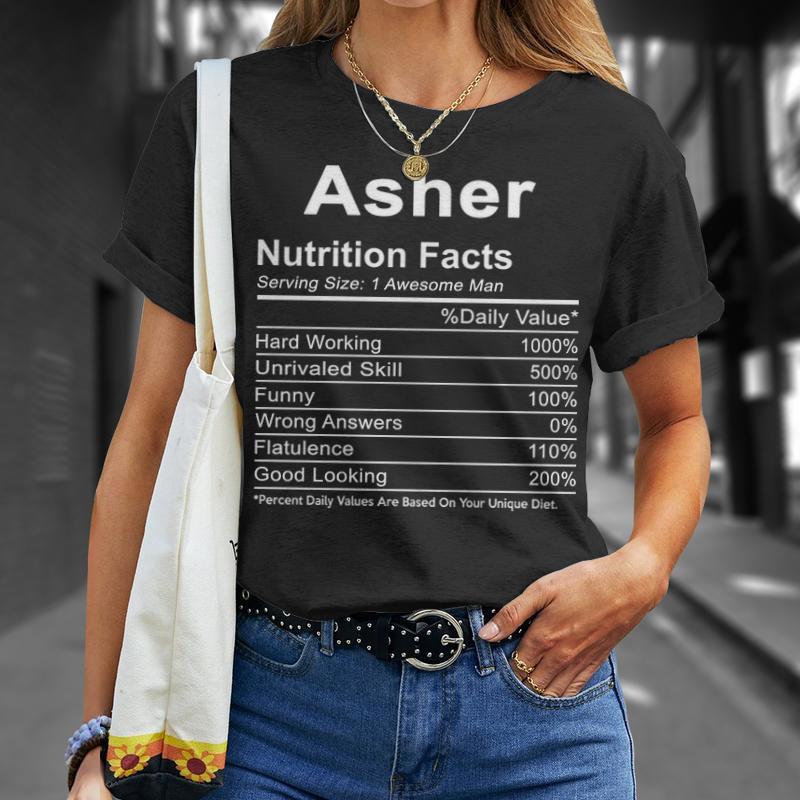 Asher
Nutrition Facts
Serving Size: 1 Awesome Man
%Daily Value*
Hard Working 1000%
Unrivaled Skill 500%
Funny 100%
Wrong Answers 0%
Flatulence 110%
Good Looking 200%
*Percent Daily Values Are Based On Your Unique Diet.